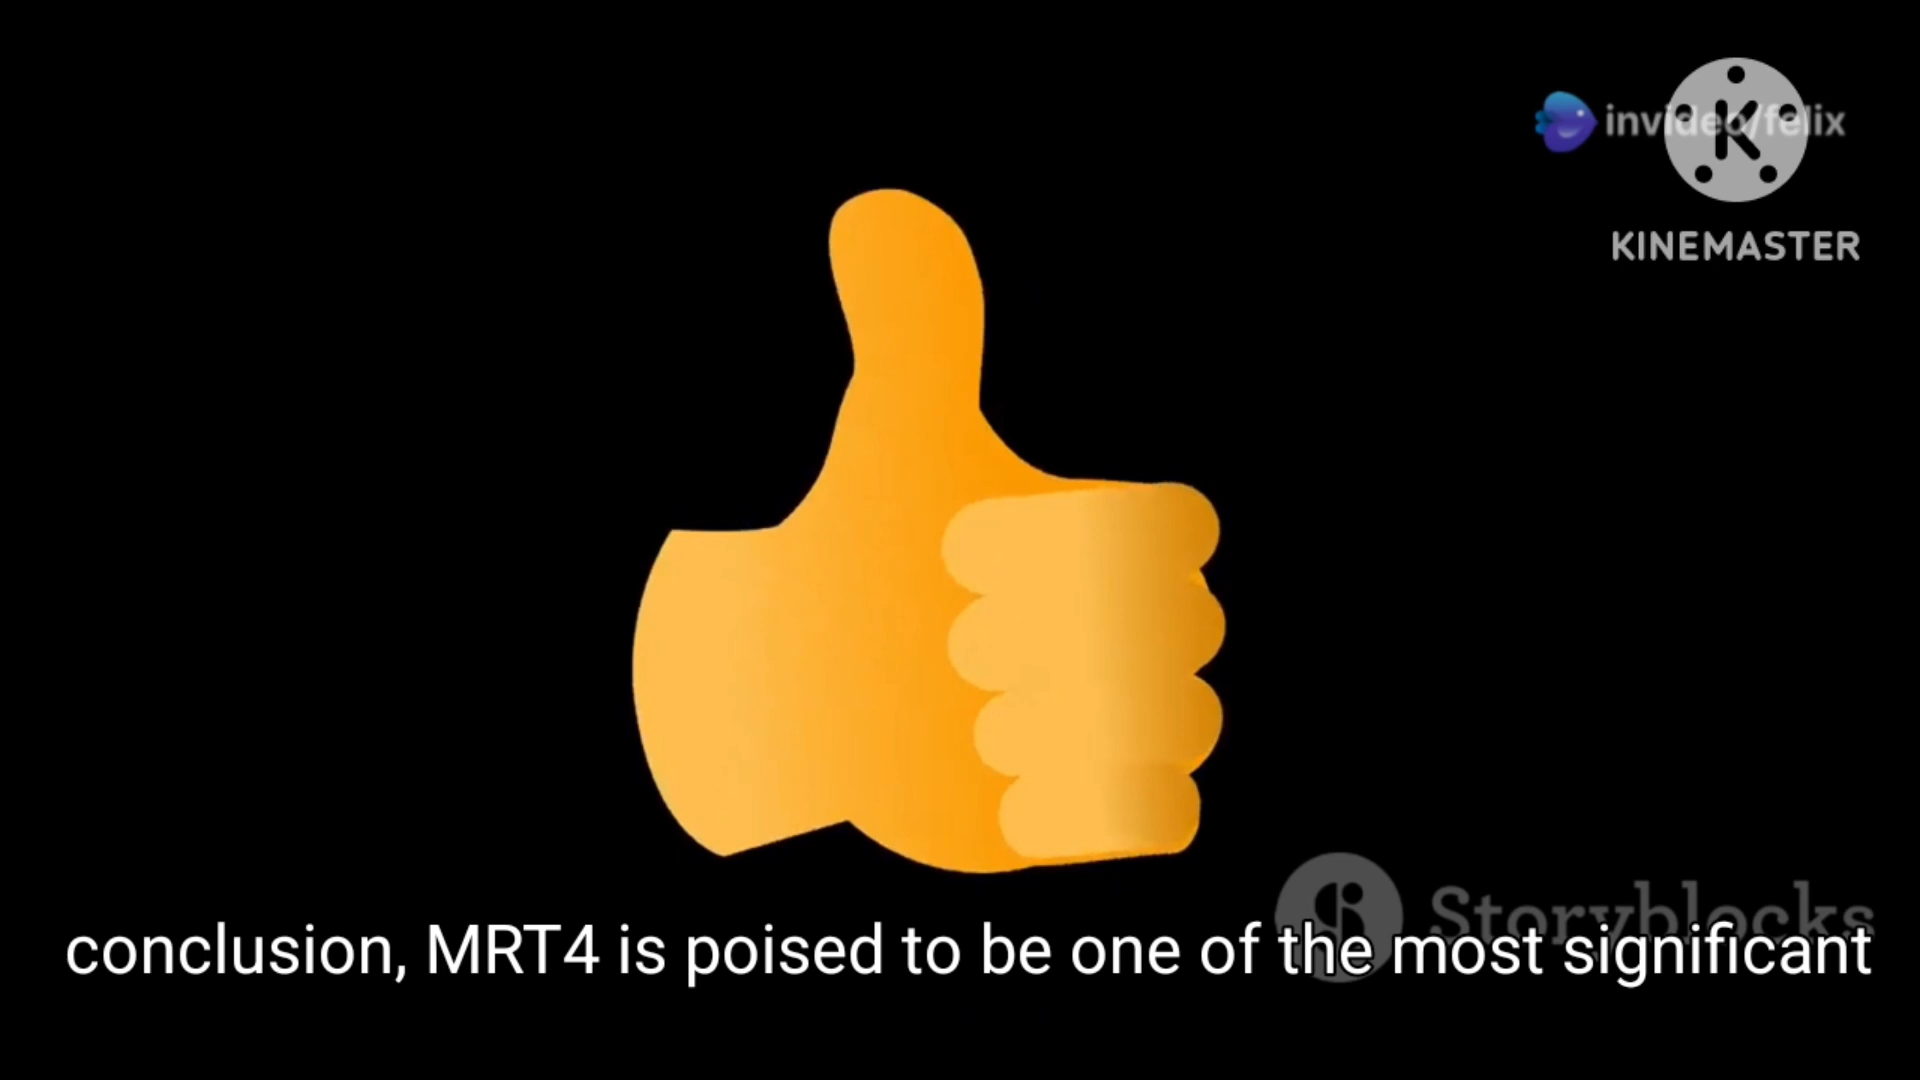 invideo/felix
KINEMASTER
Storyblocks
conclusion, MRT4 is poised to be one of the most significant